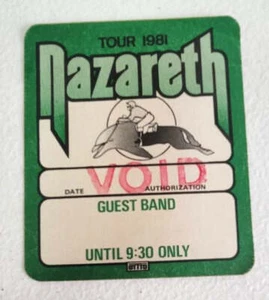 TOUR 1981
Nazareth
VOID
DATE AUTHORIZATION
GUEST BAND
UNTIL 9:30 ONLY